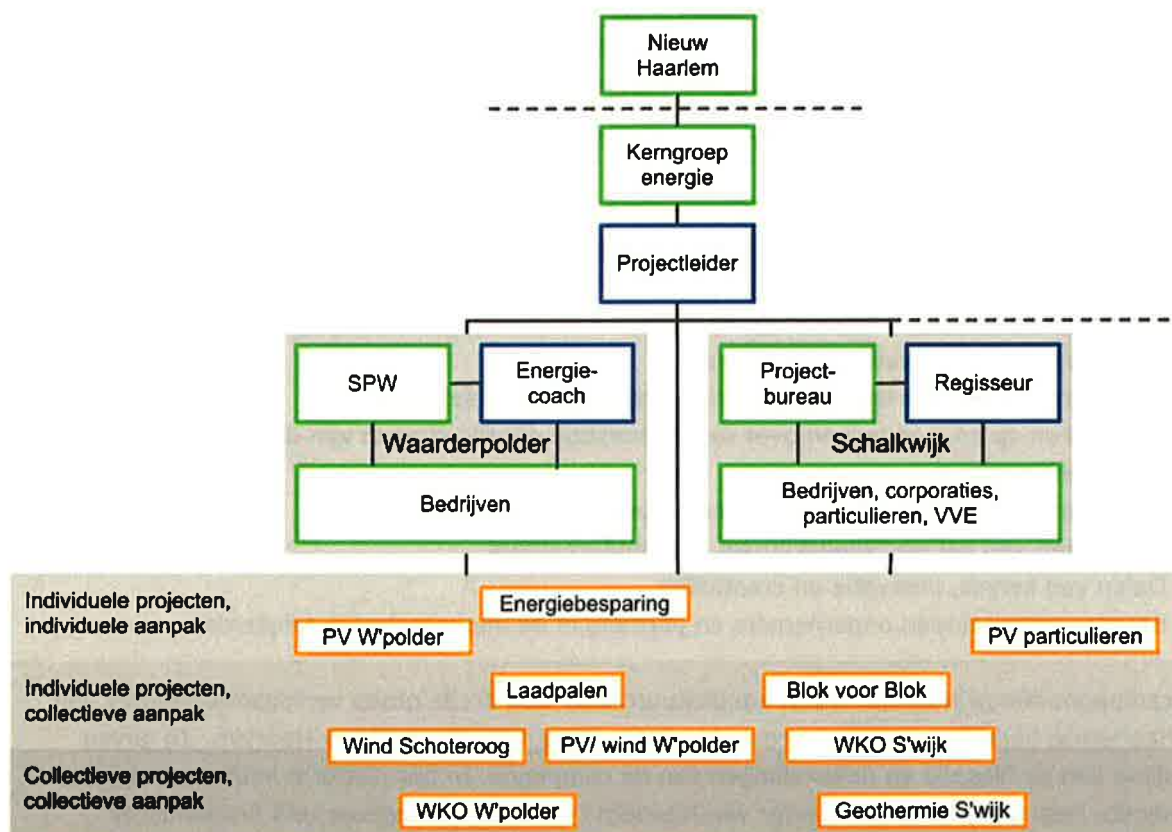 Nieuw
Haarlem
Kerngroep
energie
Projectleider
SPW
Energie-
coach
Waarderpolder
Bedrijven
Project-
bureau
Regisseur
Schalkwijk
Bedrijven, corporaties,
particulieren, VVE
Individuele projecten,
individuele aanpak
Energiebesparing
PV W'polder
PV particulieren
Individuele projecten,
collectieve aanpak
Laadpalen
Blok voor Blok
Wind Schoteroog
PV/ wind W'polder
WKO S'wijk
Collectieve projecten,
collectieve aanpak
WKO W'polder
Geothermie S'wijk